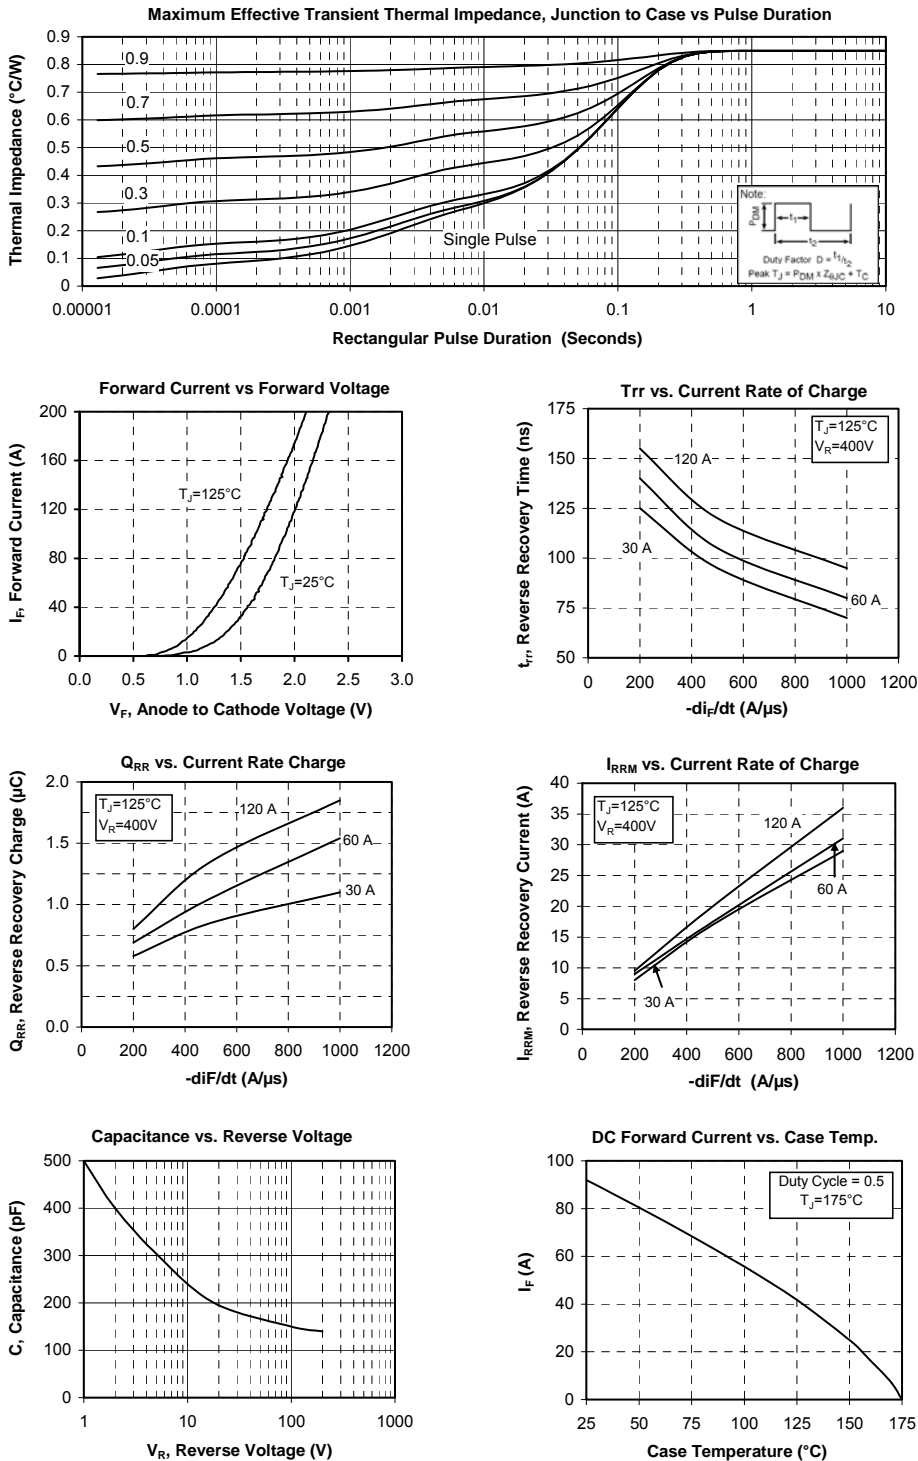 Maximum Effective Transient Thermal Impedance, Junction to Case vs Pulse Duration
Thermal Impedance (°C/W)
0.9
0.8
0.7
0.6
0.5
0.4
0.3
0.2
0.1
0
0.9
0.7
0.5
0.3
0.1
0.05
Single Pulse
Note:
PDM
t1
t2
Duty Factor D = t1/t2
Peak TJ = PDM x ZθJC + TC
0.00001 0.0001 0.001 0.01 0.1 1 10
Rectangular Pulse Duration (Seconds)
Forward Current vs Forward Voltage
IF, Forward Current (A)
200
160
120
80
40
0
TJ=125°C
TJ=25°C
0.0 0.5 1.0 1.5 2.0 2.5 3.0
VF, Anode to Cathode Voltage (V)
Trr vs. Current Rate of Charge
trr, Reverse Recovery Time (ns)
175
150
125
100
75
50
TJ=125°C
VR=400V
120 A
30 A
60 A
0 200 400 600 800 1000 1200
-diF/dt (A/µs)
QRR vs. Current Rate Charge
QRR, Reverse Recovery Charge (µC)
2.0
1.5
1.0
0.5
0.0
TJ=125°C
VR=400V
120 A
60 A
30 A
0 200 400 600 800 1000 1200
-diF/dt (A/µs)
IRRM vs. Current Rate of Charge
IRRM, Reverse Recovery Current (A)
40
35
30
25
20
15
10
5
0
TJ=125°C
VR=400V
120 A
60 A
30 A
0 200 400 600 800 1000 1200
-diF/dt (A/µs)
Capacitance vs. Reverse Voltage
C, Capacitance (pF)
500
400
300
200
100
0
1 10 100 1000
VR, Reverse Voltage (V)
DC Forward Current vs. Case Temp.
IF (A)
100
80
60
40
20
0
Duty Cycle = 0.5
TJ=175°C
25 50 75 100 125 150 175
Case Temperature (°C)